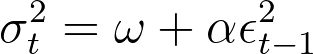 σ_t^2 = ω + αϵ_{t−1}^2